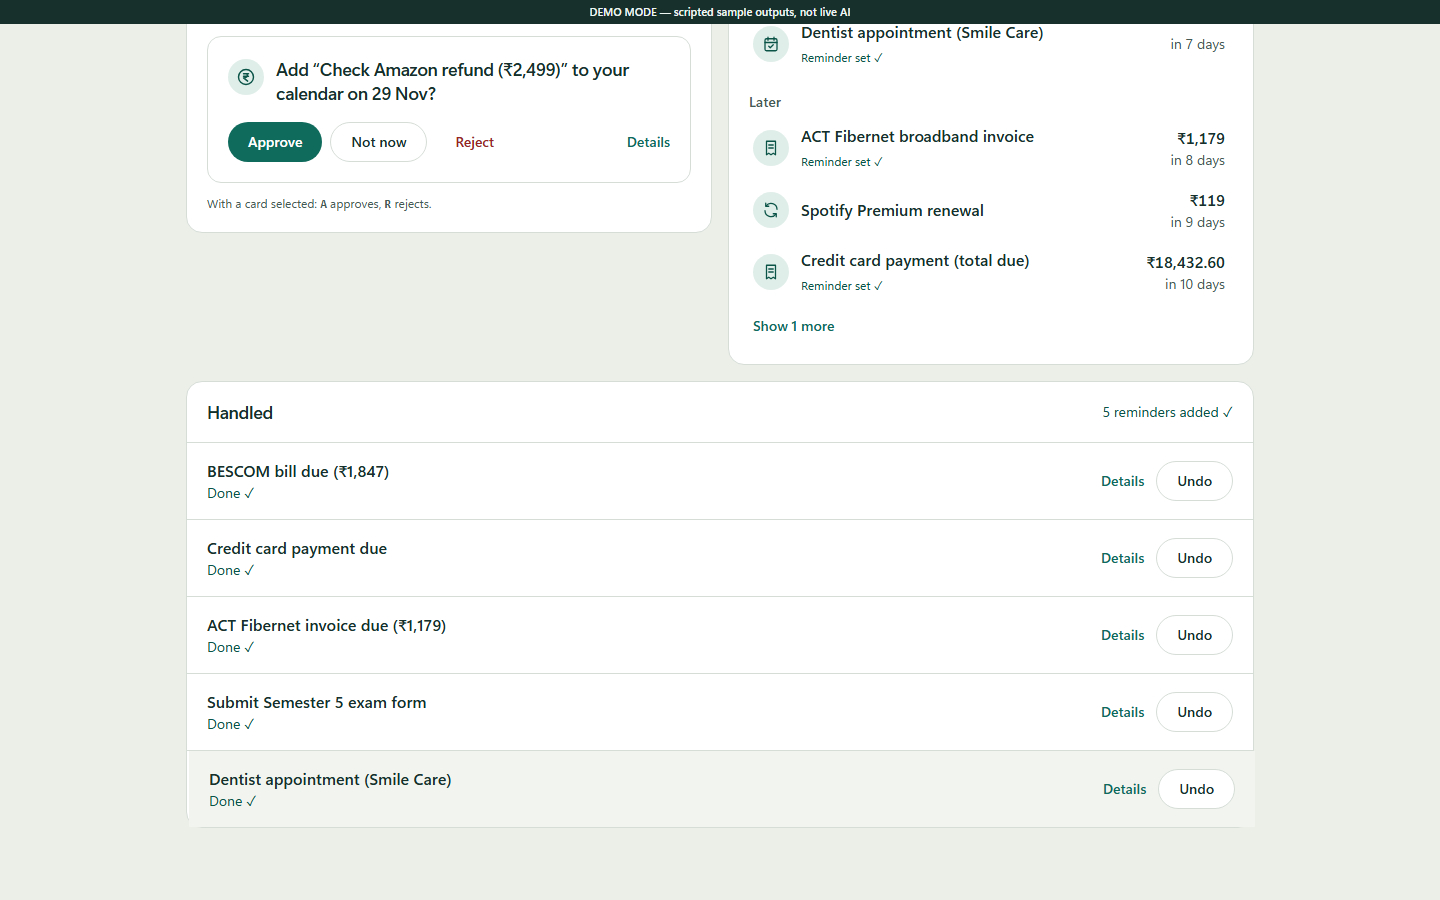 DEMO MODE — scripted sample outputs, not live AI
Add “Check Amazon refund (₹2,499)” to your
calendar on 29 Nov?
Approve
Not now
Reject
Details
With a card selected: A approves, R rejects.
Dentist appointment (Smile Care)
Reminder set ✓
in 7 days
Later
ACT Fibernet broadband invoice
Reminder set ✓
₹1,179
in 8 days
Spotify Premium renewal
₹119
in 9 days
Credit card payment (total due)
Reminder set ✓
₹18,432.60
in 10 days
Show 1 more
Handled
5 reminders added ✓
BESCOM bill due (₹1,847)
Done ✓
Details
Undo
Credit card payment due
Done ✓
Details
Undo
ACT Fibernet invoice due (₹1,179)
Done ✓
Details
Undo
Submit Semester 5 exam form
Done ✓
Details
Undo
Dentist appointment (Smile Care)
Done ✓
Details
Undo